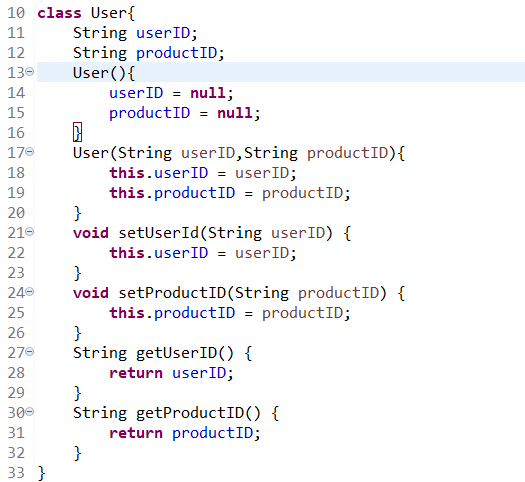 10 class User{
11     String userID;
12     String productID;
13     User(){
14         userID = null;
15         productID = null;
16     }
17     User(String userID,String productID){
18         this.userID = userID;
19         this.productID = productID;
20     }
21     void setUserId(String userID) {
22         this.userID = userID;
23     }
24     void setProductID(String productID) {
25         this.productID = productID;
26     }
27     String getUserID() {
28         return userID;
29     }
30     String getProductID() {
31         return productID;
32     }
33 }